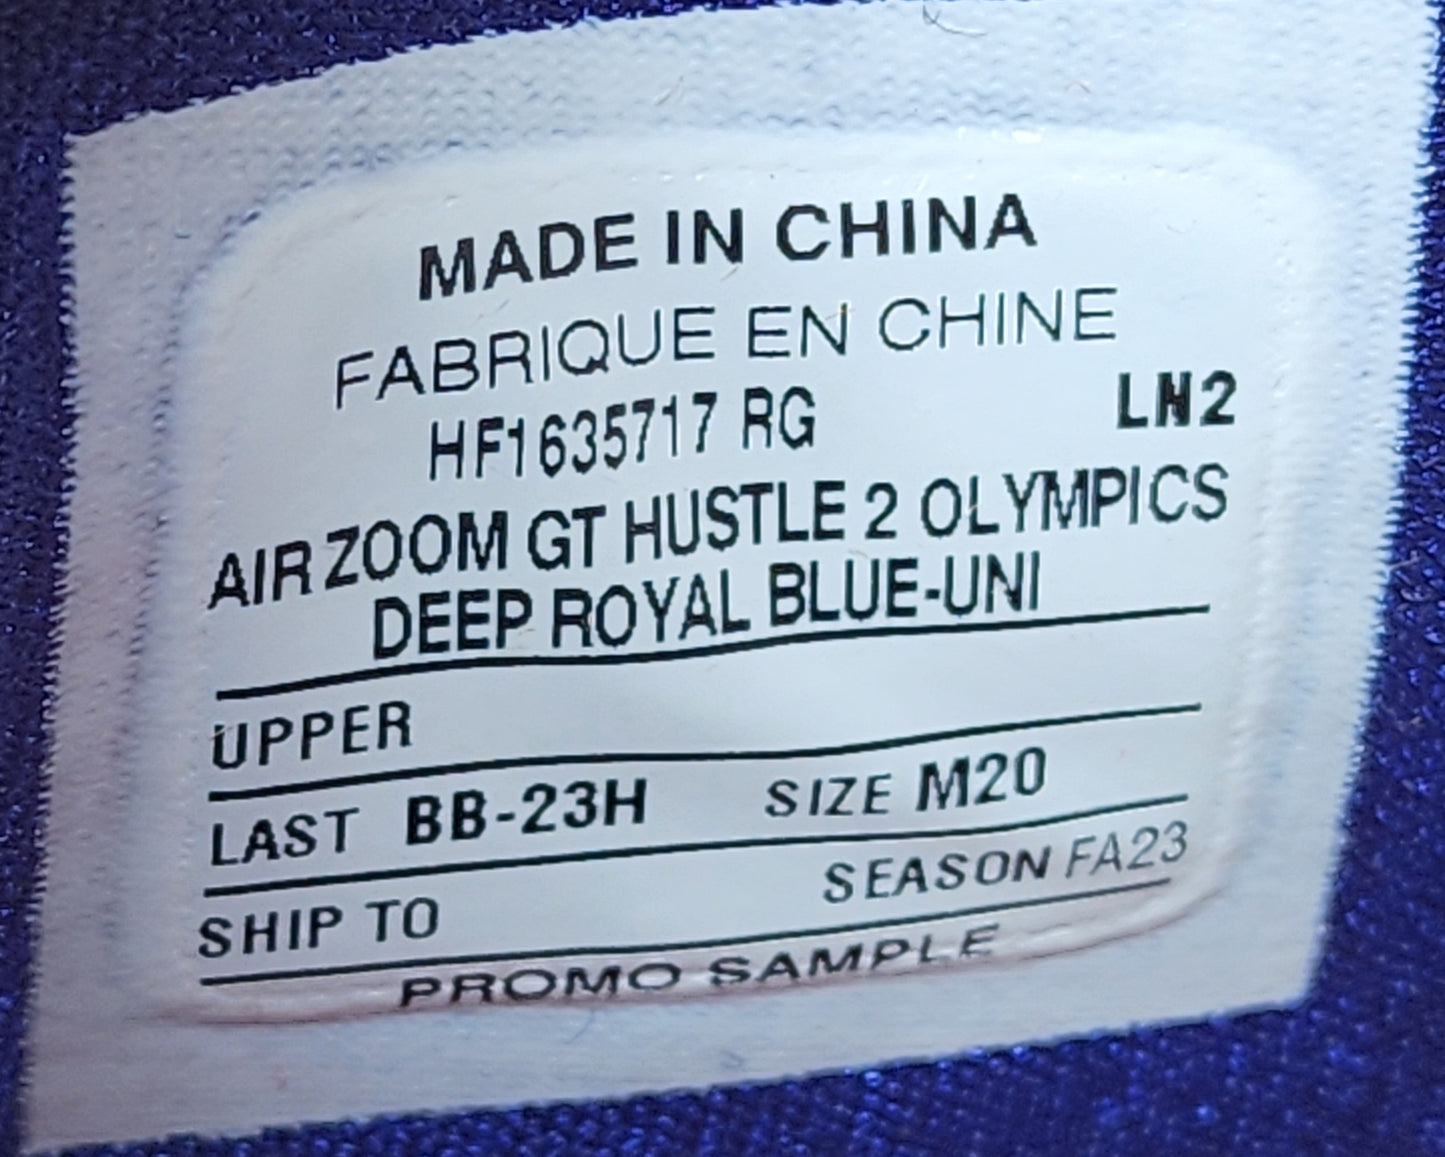 MADE IN CHINA
FABRIQUE EN CHINE
HF1635717 RG LN2
AIR ZOOM GT HUSTLE 2 OLYMPICS
DEEP ROYAL BLUE-UNI
UPPER
LAST BB-23H SIZE M20
SHIP TO SEASON FA23
PROMO SAMPLE